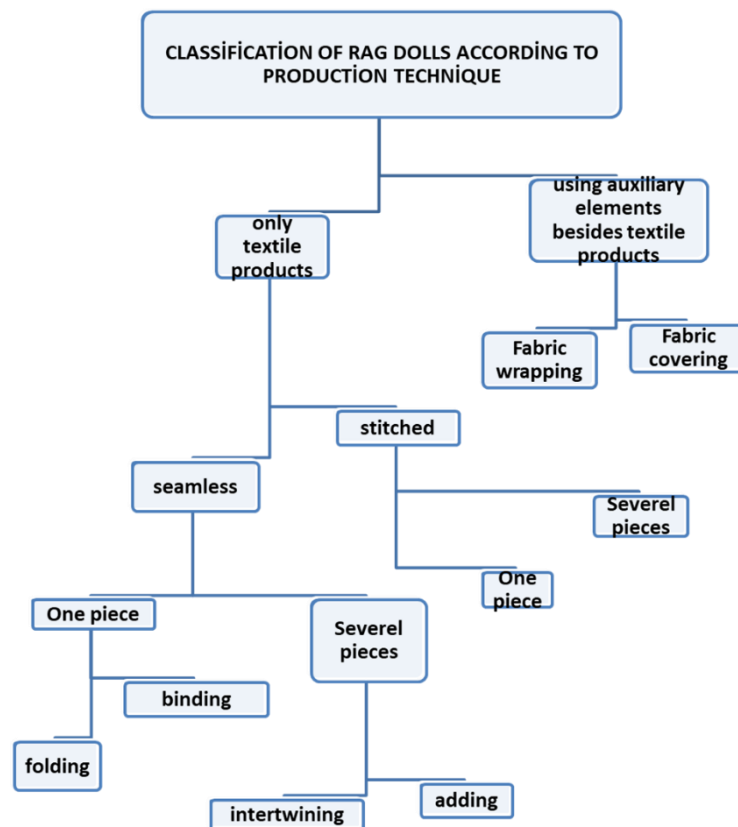 CLASSİFİCATİON OF RAG DOLLS ACCORDİNG TO
PRODUCTİON TECHNİQUE
only
textile
products
using auxiliary
elements
besides textile
products
Fabric
wrapping
Fabric
covering
stitched
seamless
Severel
pieces
One
piece
One piece
Severel
pieces
binding
folding
intertwining
adding